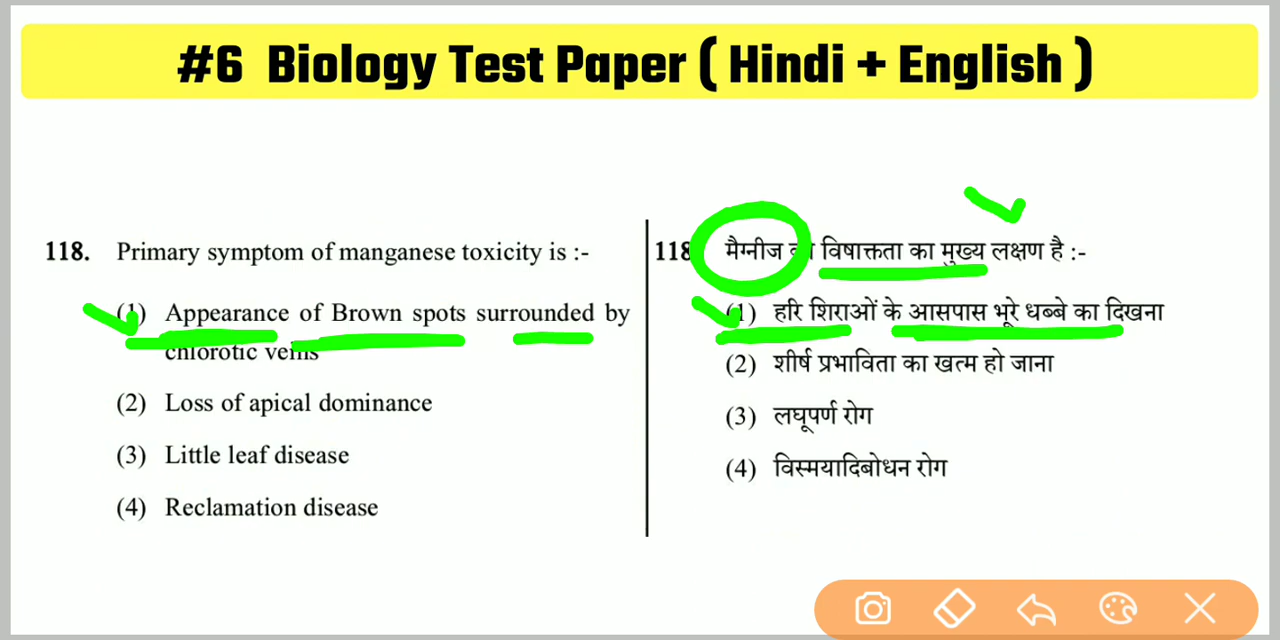 #6 Biology Test Paper ( Hindi + English )
118. Primary symptom of manganese toxicity is :-
(1) Appearance of Brown spots surrounded by
chlorotic veins
(2) Loss of apical dominance
(3) Little leaf disease
(4) Reclamation disease
118 मैग्नीज विषाक्तता का मुख्य लक्षण है :-
(1) हरि शिराओं के आसपास भूरे धब्बे का दिखना
(2) शीर्ष प्रभाविता का खत्म हो जाना
(3) लघूपर्ण रोग
(4) विस्मयादिबोधन रोग